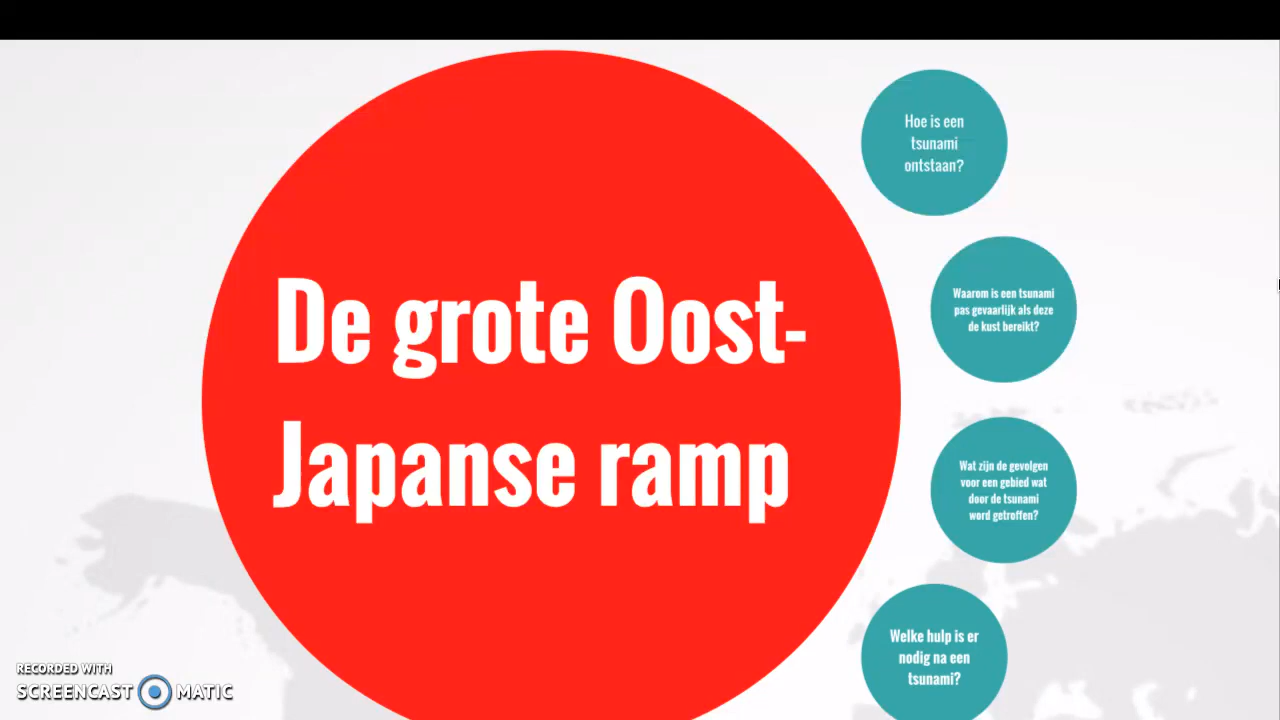 De grote Oost-
Japanse ramp
Hoe is een
tsunami
ontstaan?
Waarom is een tsunami
pas gevaarlijk als deze
de kust bereikt?
Wat zijn de gevolgen
voor een gebied wat
door de tsunami
word getroffen?
Welke hulp is er
nodig na een
tsunami?
RECORDED WITH
SCREENCAST MATIC